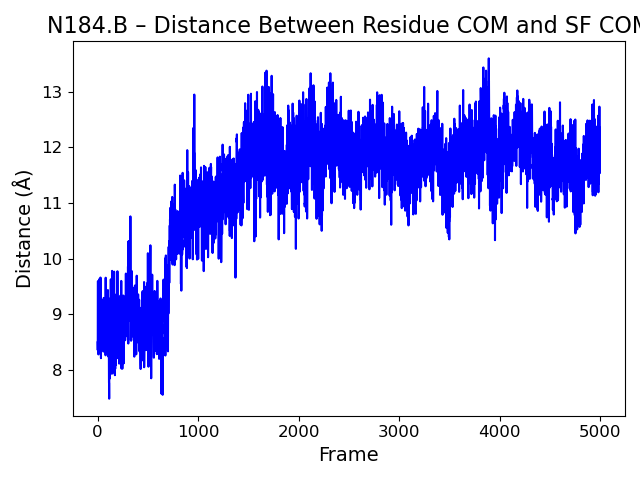 N184.B – Distance Between Residue COM and SF COM
13
12
11
10
9
8
Distance (Å)
0 1000 2000 3000 4000 5000
Frame